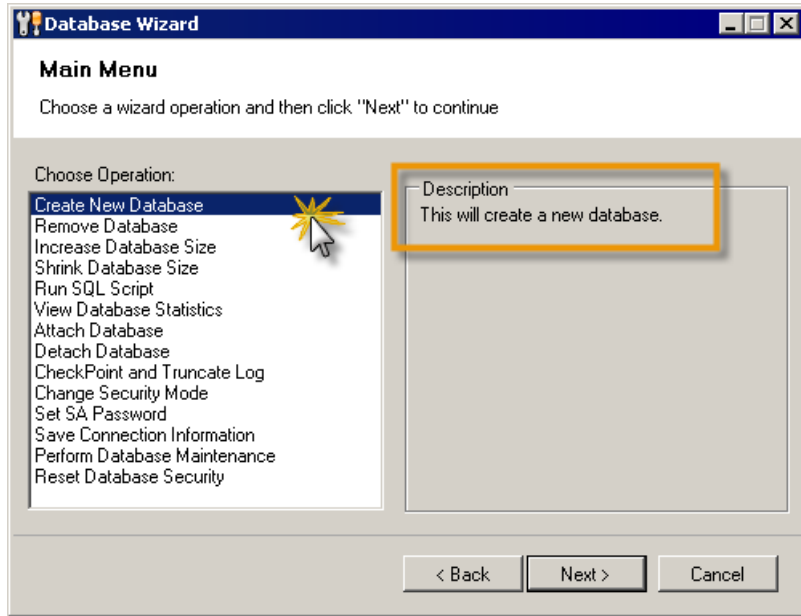 Database Wizard
Main Menu
Choose a wizard operation and then click "Next" to continue
Choose Operation:
Create New Database
Remove Database
Increase Database Size
Shrink Database Size
Run SQL Script
View Database Statistics
Attach Database
Detach Database
CheckPoint and Truncate Log
Change Security Mode
Set SA Password
Save Connection Information
Perform Database Maintenance
Reset Database Security
Description
This will create a new database.
< Back
Next >
Cancel